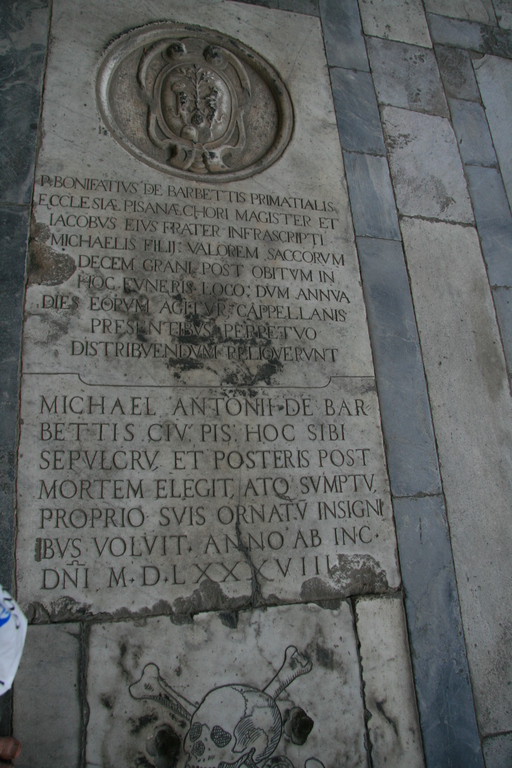 P. BONIFATIVS DE BARBETTIS PRIMATIALIS
ECCLESIÆ PISANÆ CHORI MAGISTER ET
IACOBVS EIVS FRATER INFRASCRIPTI
MICHAELIS FILII: VALOREM SACCORVM
DECEM GRANI POST OBITVM IN
HOC FVNERIS LOCO: DVM ANNVA
DIES EORVM AGETVR CAPPELLANIS
PRESENTIBVS PERPETVO
DISTRIBVENDVM RELIQVERVNT
MICHAEL ANTONII DE BAR
BETTIS CIV. PIS. HOC SIBI
SEPVLCRV. ET POSTERIS POST
MORTEM ELEGIT, ATQ SVMPTV.
PROPRIO SVIS ORNATV INSIGNI
BVS VOLVIT. ANNO AB INC.
DÑI M.D.LXXXVIIII